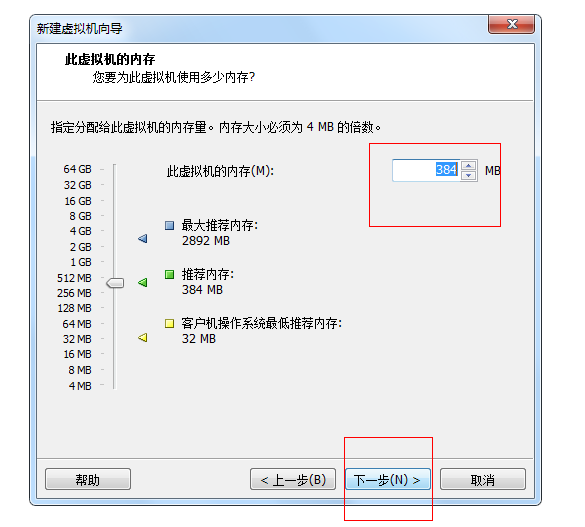 新建虚拟机向导
此虚拟机的内存
您要为此虚拟机使用多少内存?
指定分配给此虚拟机的内存量。内存大小必须为 4 MB 的倍数。
64 GB
32 GB
16 GB
8 GB
4 GB
2 GB
1 GB
512 MB
256 MB
128 MB
64 MB
32 MB
16 MB
8 MB
4 MB
此虚拟机的内存(M):
384 MB
最大推荐内存:
2892 MB
推荐内存:
384 MB
客户机操作系统最低推荐内存:
32 MB
帮助
< 上一步(B)
下一步(N) >
取消